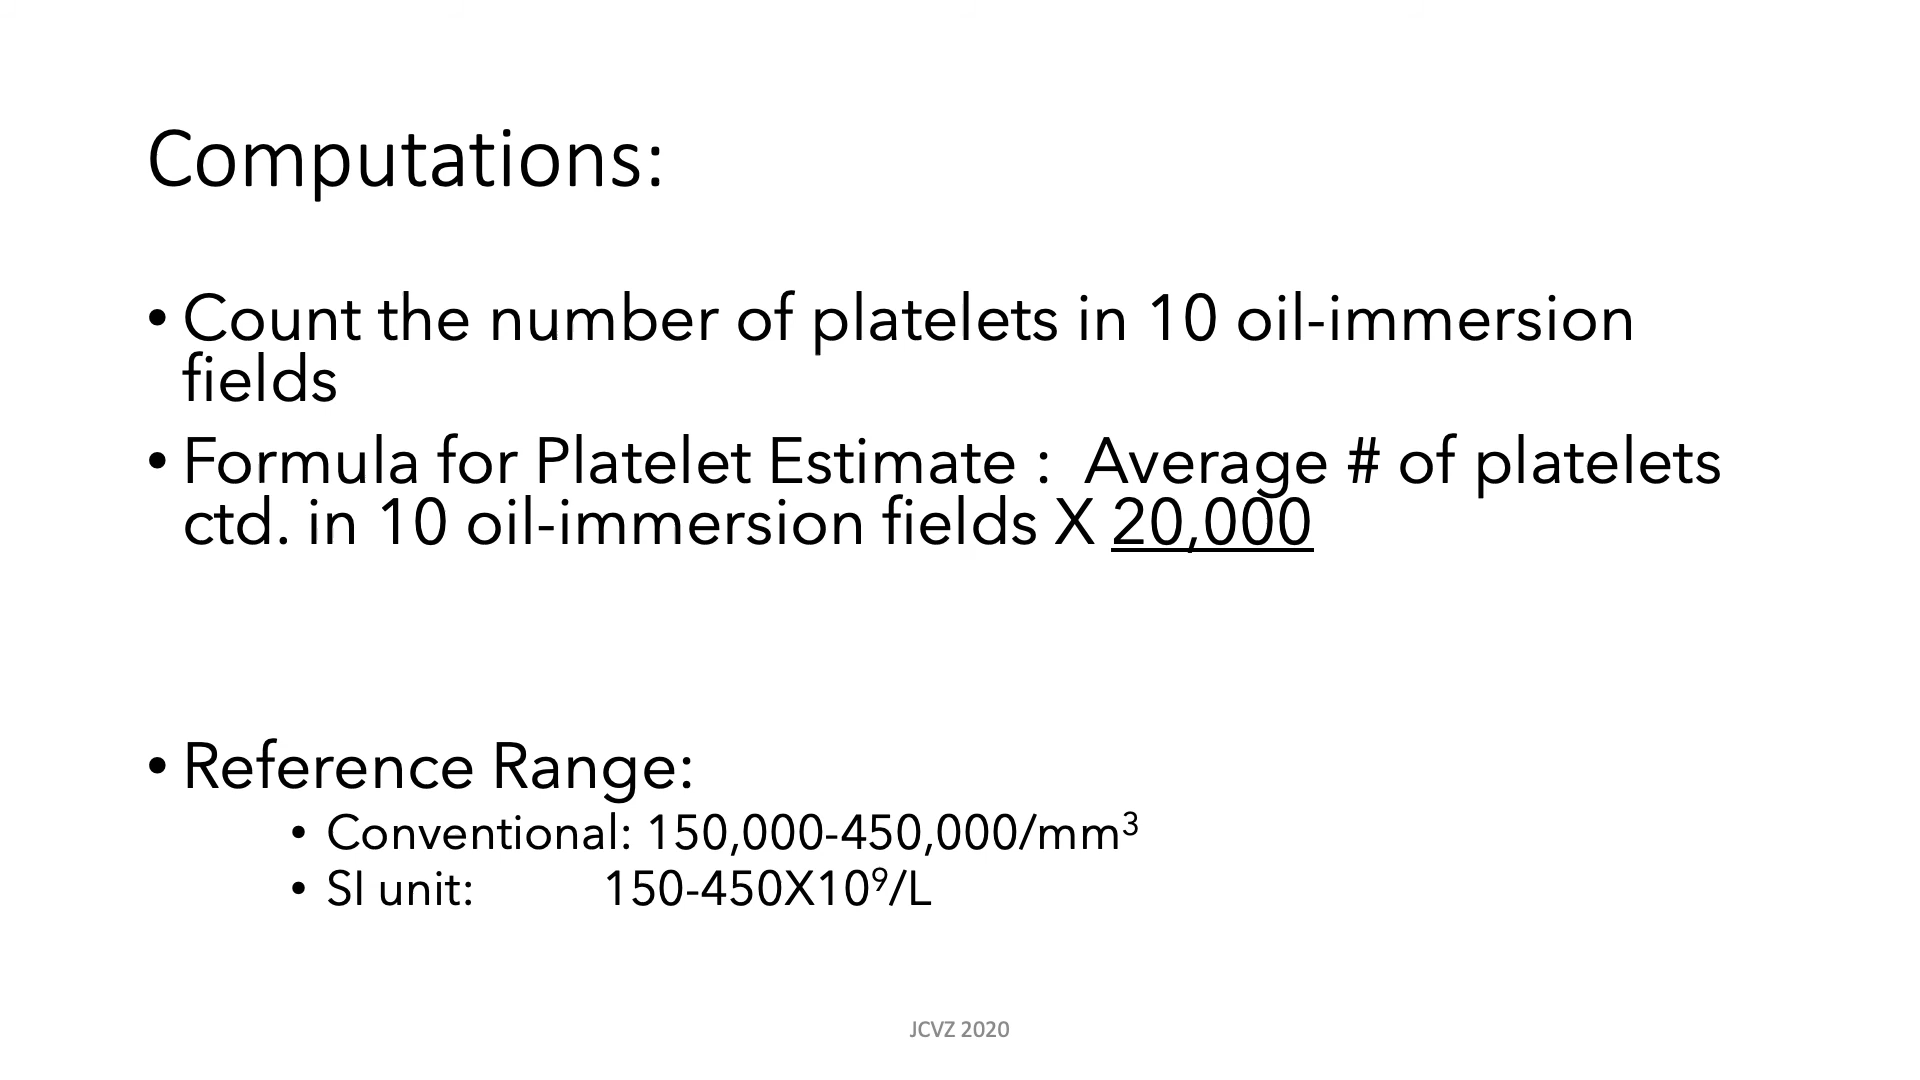 Computations:
• Count the number of platelets in 10 oil-immersion
fields
• Formula for Platelet Estimate :  Average # of platelets
ctd. in 10 oil-immersion fields X 20,000
• Reference Range:
• Conventional: 150,000-450,000/mm³
• SI unit: 150-450X10⁹/L
JCVZ 2020